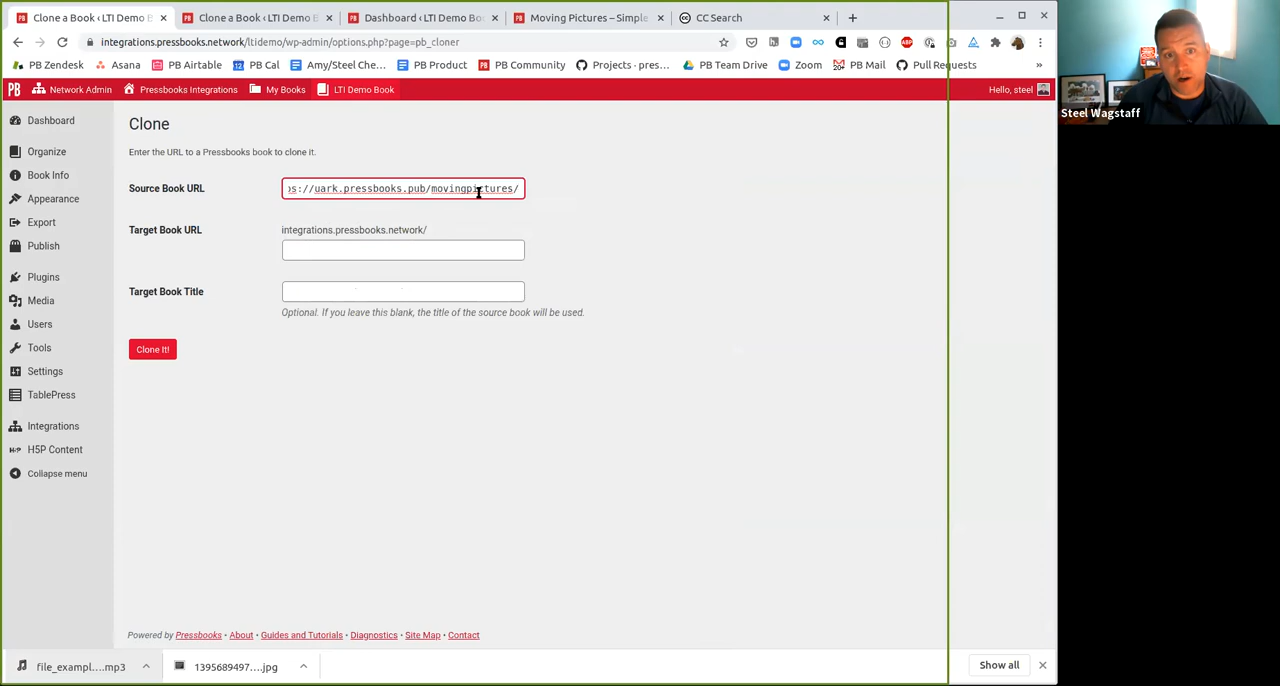 Clone a Book ‹ LTI Demo B
Clone a Book ‹ LTI Demo B
Dashboard ‹ LTI Demo Bo
Moving Pictures – Simple
CC Search
integrations.pressbooks.network/ltidemo/wp-admin/options.php?page=pb_cloner
PB Zendesk
Asana
PB Airtable
PB Cal
Amy/Steel Che...
PB Product
PB Community
Projects · pres...
PB Team Drive
Zoom
PB Mail
Pull Requests
»
PB
Network Admin
Pressbooks Integrations
My Books
LTI Demo Book
Hello, steel
Steel Wagstaff
Dashboard
Organize
Book Info
Appearance
Export
Publish
Plugins
Media
Users
Tools
Settings
TablePress
Integrations
H5P Content
Collapse menu
Clone
Enter the URL to a Pressbooks book to clone it.
Source Book URL
ps://uark.pressbooks.pub/movingpictures/
Target Book URL
integrations.pressbooks.network/
Target Book Title
Optional. If you leave this blank, the title of the source book will be used.
Clone It!
Powered by Pressbooks • About • Guides and Tutorials • Diagnostics • Site Map • Contact
file_exampl....mp3
1395689497....jpg
Show all